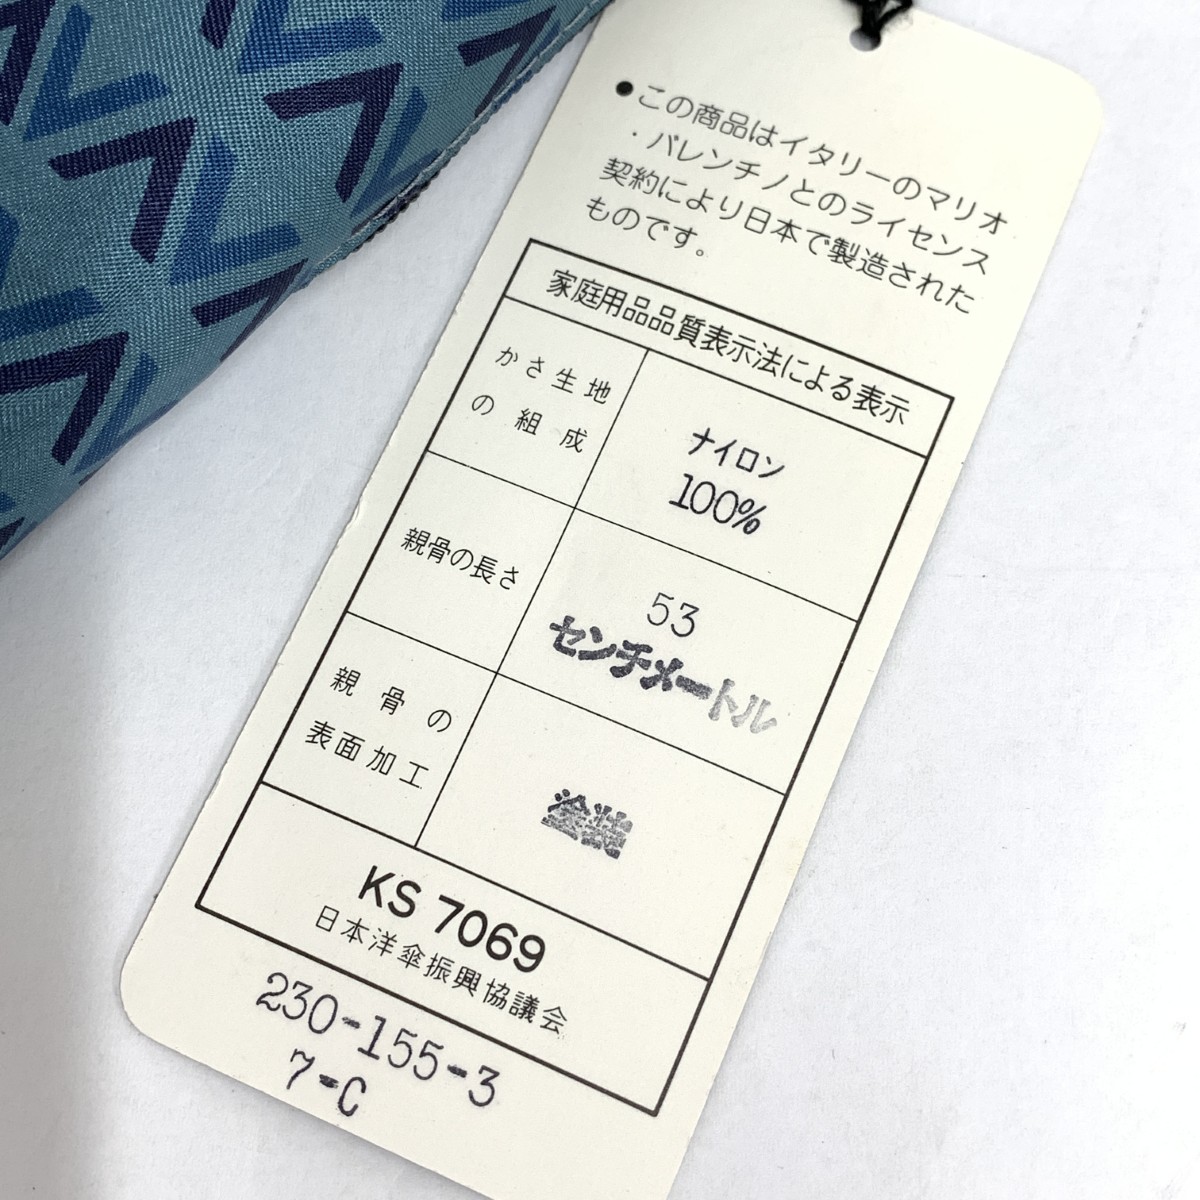 ●この商品はイタリーのマリオ
・バレンチノとのライセンス
契約により日本で製造された
ものです。
家庭用品品質表示法による表示
かさ生地
の組成
ナイロン
100%
親骨の長さ
53
センチメートル
親骨の
表面加工
塗装
KS 7069
日本洋傘振興協議会
230-155-3
7-C